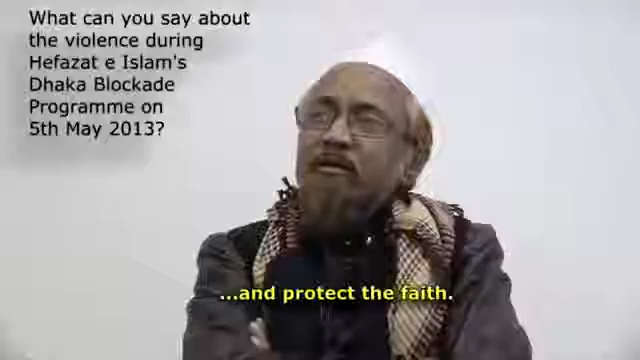 What can you say about
the violence during
Hefazat e Islam's
Dhaka Blockade
Programme on
5th May 2013?
...and protect the faith.